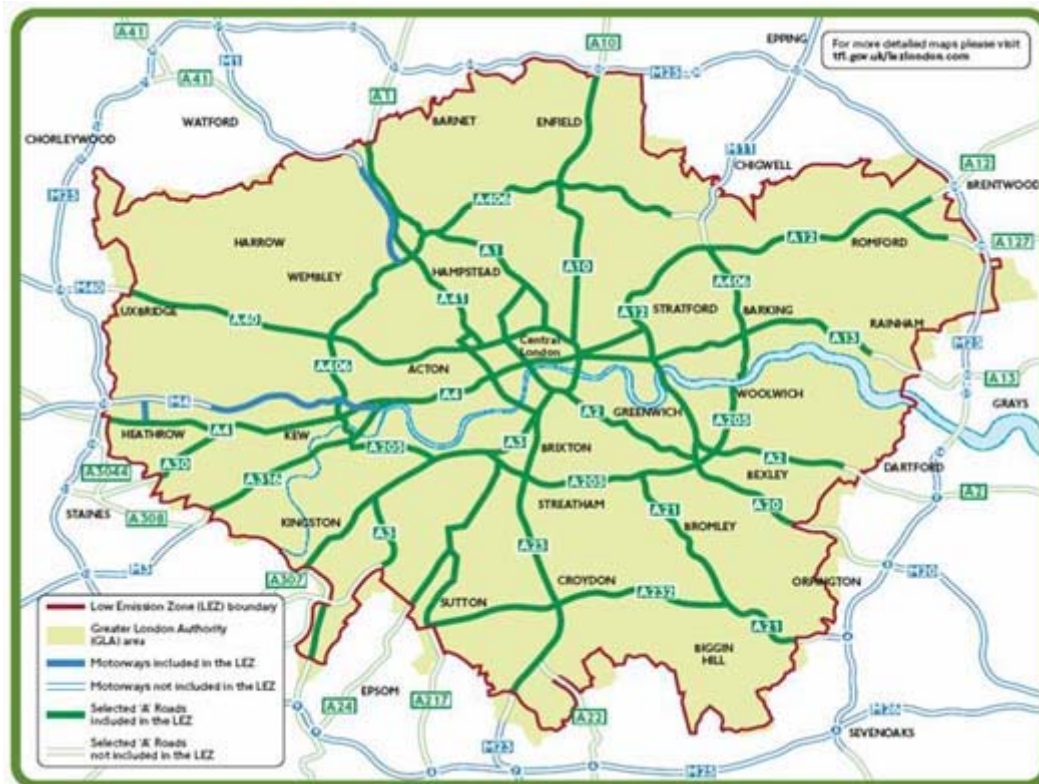 A41
A10
EPPING
For more detailed maps please visit
tfl.gov.uk/lezlondon.com
M1
A41
A1
M25
WATFORD
BARNET
ENFIELD
CHORLEYWOOD
M11
CHIGWELL
A12
BRENTWOOD
M25
A406
HARROW
A1
A10
A12
ROMFORD
A127
WEMBLEY
HAMPSTEAD
A406
M40
A41
STRATFORD
BARKING
UXBRIDGE
A40
A12
RAINHAM
Central
London
A13
M25
A406
ACTON
A13
M4
A4
A2
GREENWICH
WOOLWICH
GRAYS
HEATHROW
A4
KEW
A205
A3
BRIXTON
A205
A30
A2
BEXLEY
DARTFORD
A3044
A316
A205
A2
STAINES
A308
KINGSTON
STREATHAM
A21
A20
A3
BROMLEY
M3
A23
M20
A307
CROYDON
ORPINGTON
SUTTON
A232
Low Emission Zone (LEZ) boundary
Greater London Authority
(GLA) area
A21
BIGGIN
HILL
Motorways included in the LEZ
Motorways not included in the LEZ
EPSOM
Selected 'A' Roads
included in the LEZ
A24
A217
A22
M26
SEVENOAKS
Selected 'A' Roads
not included in the LEZ
M23
M25